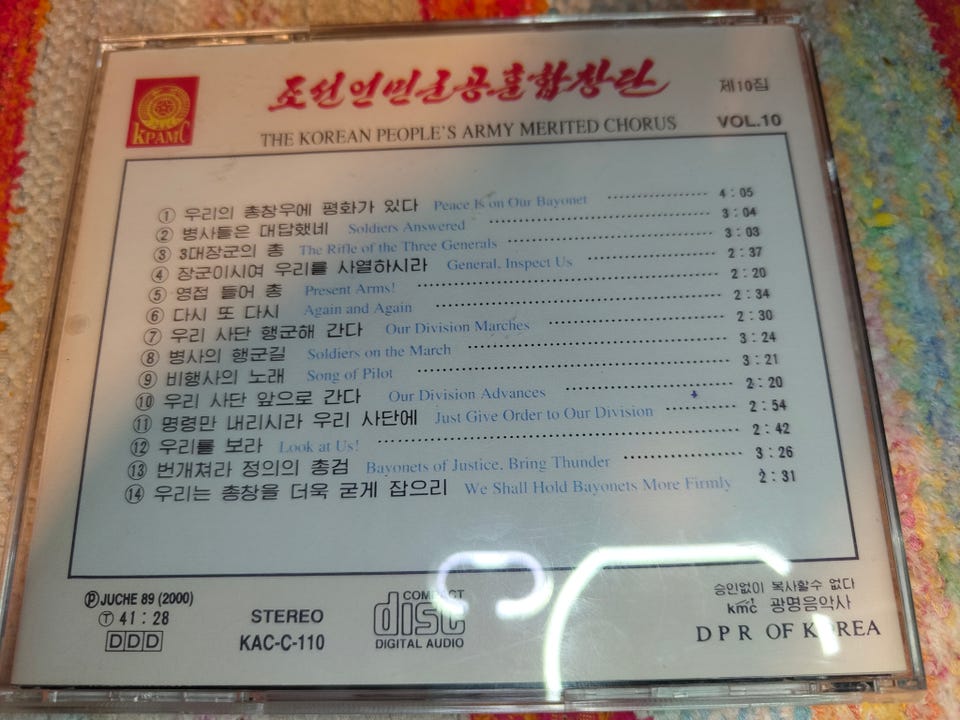 조선인민군공훈합창단
제10집
KPAMC
THE KOREAN PEOPLE'S ARMY MERITED CHORUS VOL.10
① 우리의 총창우에 평화가 있다 Peace Is on Our Bayonet 4:05
② 병사들은 대답했네 Soldiers Answered 3:04
③ 3대장군의 총 The Rifle of the Three Generals 3:03
④ 장군이시여 우리를 사열하시라 General, Inspect Us 2:37
⑤ 영접 들어 총 Present Arms! 2:20
⑥ 다시 또 다시 Again and Again 2:34
⑦ 우리 사단 행군해 간다 Our Division Marches 2:30
⑧ 병사의 행군길 Soldiers on the March 3:24
⑨ 비행사의 노래 Song of Pilot 3:21
⑩ 우리 사단 앞으로 간다 Our Division Advances 2:20
⑪ 명령만 내리시라 우리 사단에 Just Give Order to Our Division 2:54
⑫ 우리를 보라 Look at Us! 2:42
⑬ 번개쳐라 정의의 총검 Bayonets of Justice, Bring Thunder 3:26
⑭ 우리는 총창을 더욱 굳게 잡으리 We Shall Hold Bayonets More Firmly 2:31
Ⓟ JUCHE 89 (2000)
Ⓣ 41:28
DDD
STEREO
KAC-C-110
COMPACT
disc
DIGITAL AUDIO
승인없이 복사할수 없다
kmc 광명음악사
D P R OF KOREA